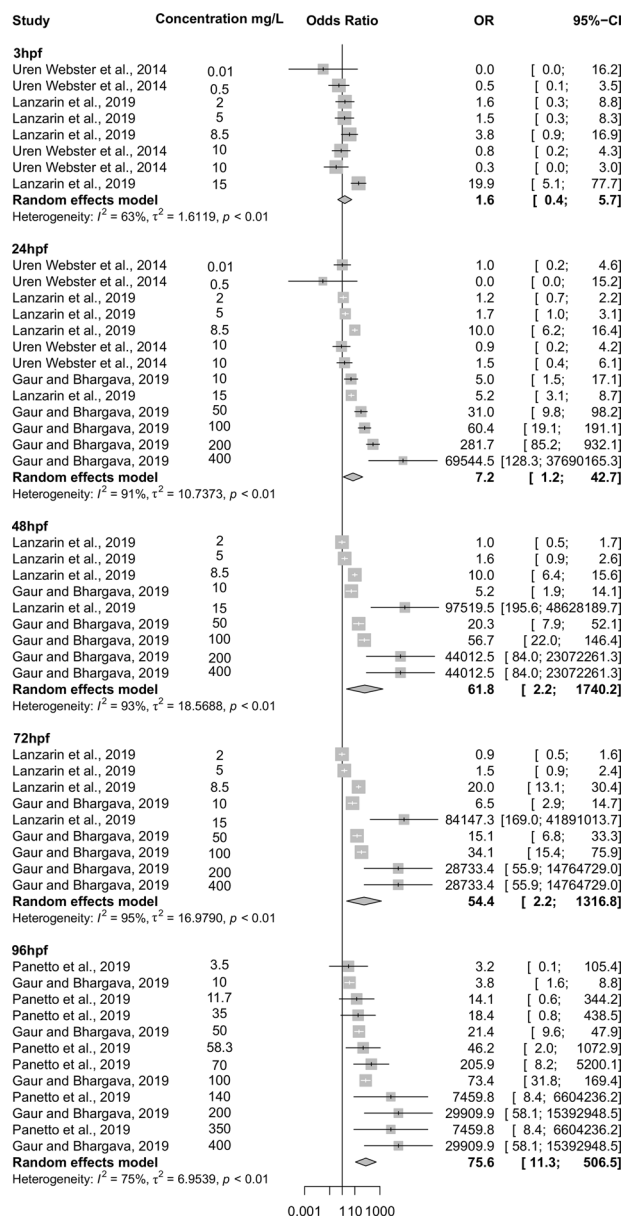 Study Concentration mg/L Odds Ratio OR 95%−CI
3hpf
Uren Webster et al., 2014 0.01 0.0 [ 0.0; 16.2]
Uren Webster et al., 2014 0.5 0.5 [ 0.1; 3.5]
Lanzarin et al., 2019 2 1.6 [ 0.3; 8.8]
Lanzarin et al., 2019 5 1.5 [ 0.3; 8.3]
Lanzarin et al., 2019 8.5 3.8 [ 0.9; 16.9]
Uren Webster et al., 2014 10 0.8 [ 0.2; 4.3]
Uren Webster et al., 2014 10 0.3 [ 0.0; 3.0]
Lanzarin et al., 2019 15 19.9 [ 5.1; 77.7]
Random effects model 1.6 [ 0.4; 5.7]
Heterogeneity: I² = 63%, τ² = 1.6119, p < 0.01
24hpf
Uren Webster et al., 2014 0.01 1.0 [ 0.2; 4.6]
Uren Webster et al., 2014 0.5 0.0 [ 0.0; 15.2]
Lanzarin et al., 2019 2 1.2 [ 0.7; 2.2]
Lanzarin et al., 2019 5 1.7 [ 1.0; 3.1]
Lanzarin et al., 2019 8.5 10.0 [ 6.2; 16.4]
Uren Webster et al., 2014 10 0.9 [ 0.2; 4.2]
Uren Webster et al., 2014 10 1.5 [ 0.4; 6.1]
Gaur and Bhargava, 2019 10 5.0 [ 1.5; 17.1]
Lanzarin et al., 2019 15 5.2 [ 3.1; 8.7]
Gaur and Bhargava, 2019 50 31.0 [ 9.8; 98.2]
Gaur and Bhargava, 2019 100 60.4 [ 19.1; 191.1]
Gaur and Bhargava, 2019 200 281.7 [ 85.2; 932.1]
Gaur and Bhargava, 2019 400 69544.5 [128.3; 37690165.3]
Random effects model 7.2 [ 1.2; 42.7]
Heterogeneity: I² = 91%, τ² = 10.7373, p < 0.01
48hpf
Lanzarin et al., 2019 2 1.0 [ 0.5; 1.7]
Lanzarin et al., 2019 5 1.6 [ 0.9; 2.6]
Lanzarin et al., 2019 8.5 10.0 [ 6.4; 15.6]
Gaur and Bhargava, 2019 10 5.2 [ 1.9; 14.1]
Lanzarin et al., 2019 15 97519.5 [195.6; 48628189.7]
Gaur and Bhargava, 2019 50 20.3 [ 7.9; 52.1]
Gaur and Bhargava, 2019 100 56.7 [ 22.0; 146.4]
Gaur and Bhargava, 2019 200 44012.5 [ 84.0; 23072261.3]
Gaur and Bhargava, 2019 400 44012.5 [ 84.0; 23072261.3]
Random effects model 61.8 [ 2.2; 1740.2]
Heterogeneity: I² = 93%, τ² = 18.5688, p < 0.01
72hpf
Lanzarin et al., 2019 2 0.9 [ 0.5; 1.6]
Lanzarin et al., 2019 5 1.5 [ 0.9; 2.4]
Lanzarin et al., 2019 8.5 20.0 [ 13.1; 30.4]
Gaur and Bhargava, 2019 10 6.5 [ 2.9; 14.7]
Lanzarin et al., 2019 15 84147.3 [169.0; 41891013.7]
Gaur and Bhargava, 2019 50 15.1 [ 6.8; 33.3]
Gaur and Bhargava, 2019 100 34.1 [ 15.4; 75.9]
Gaur and Bhargava, 2019 200 28733.4 [ 55.9; 14764729.0]
Gaur and Bhargava, 2019 400 28733.4 [ 55.9; 14764729.0]
Random effects model 54.4 [ 2.2; 1316.8]
Heterogeneity: I² = 95%, τ² = 16.9790, p < 0.01
96hpf
Panetto et al., 2019 3.5 3.2 [ 0.1; 105.4]
Gaur and Bhargava, 2019 10 3.8 [ 1.6; 8.8]
Panetto et al., 2019 11.7 14.1 [ 0.6; 344.2]
Panetto et al., 2019 35 18.4 [ 0.8; 438.5]
Gaur and Bhargava, 2019 50 21.4 [ 9.6; 47.9]
Panetto et al., 2019 58.3 46.2 [ 2.0; 1072.9]
Panetto et al., 2019 70 205.9 [ 8.2; 5200.1]
Gaur and Bhargava, 2019 100 73.4 [ 31.8; 169.4]
Panetto et al., 2019 140 7459.8 [ 8.4; 6604236.2]
Gaur and Bhargava, 2019 200 29909.9 [ 58.1; 15392948.5]
Panetto et al., 2019 350 7459.8 [ 8.4; 6604236.2]
Gaur and Bhargava, 2019 400 29909.9 [ 58.1; 15392948.5]
Random effects model 75.6 [ 11.3; 506.5]
Heterogeneity: I² = 75%, τ² = 6.9539, p < 0.01
0.001 1 10 1000